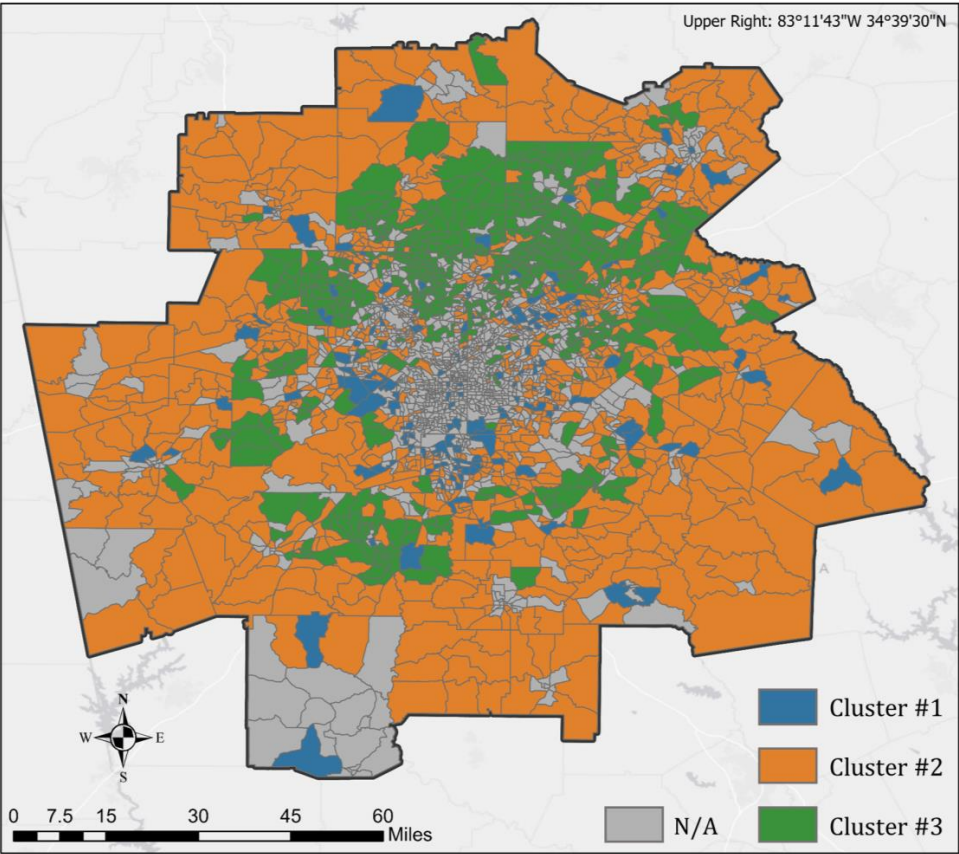 Upper Right: 83°11'43"W 34°39'30"N
A
N
W E
S
Cluster #1
Cluster #2
N/A Cluster #3
0 7.5 15 30 45 60
Miles